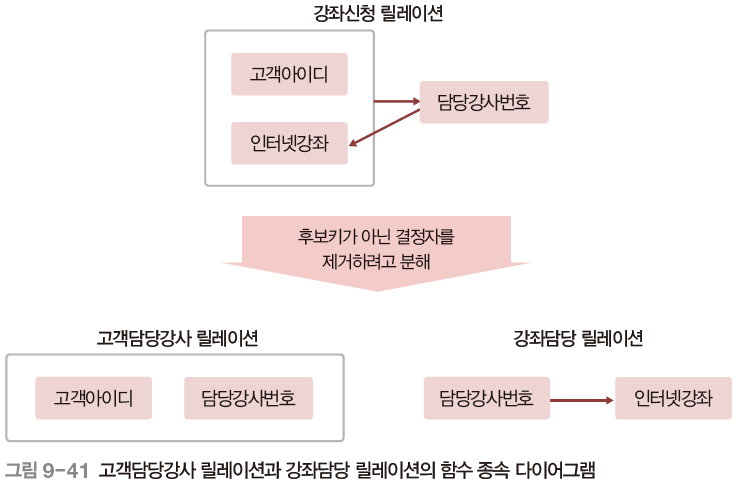 강좌신청 릴레이션
고객아이디
담당강사번호
인터넷강좌
후보키가 아닌 결정자를
제거하려고 분해
고객담당강사 릴레이션
강좌담당 릴레이션
고객아이디
담당강사번호
담당강사번호
인터넷강좌
그림 9-41 고객담당강사 릴레이션과 강좌담당 릴레이션의 함수 종속 다이어그램